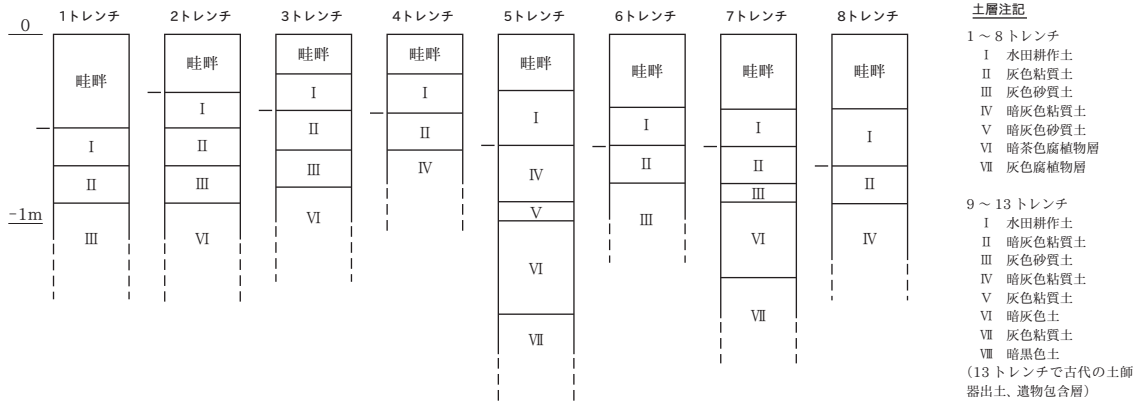 1トレンチ 2トレンチ 3トレンチ 4トレンチ 5トレンチ 6トレンチ 7トレンチ 8トレンチ
0
-1m
畦畔
Ⅰ
Ⅱ
Ⅲ
畦畔
Ⅰ
Ⅱ
Ⅲ
Ⅵ
畦畔
Ⅰ
Ⅱ
Ⅲ
Ⅵ
畦畔
Ⅰ
Ⅱ
Ⅳ
畦畔
Ⅰ
Ⅳ
Ⅴ
Ⅵ
Ⅶ
畦畔
Ⅰ
Ⅱ
Ⅲ
畦畔
Ⅰ
Ⅱ
Ⅲ
Ⅵ
Ⅶ
畦畔
Ⅰ
Ⅱ
Ⅳ
土層注記
1～8トレンチ
Ⅰ 水田耕作土
Ⅱ 灰色粘質土
Ⅲ 灰色砂質土
Ⅳ 暗灰色粘質土
Ⅴ 暗灰色砂質土
Ⅵ 暗茶色腐植物層
Ⅶ 灰色腐植物層
9～13トレンチ
Ⅰ 水田耕作土
Ⅱ 暗灰色粘質土
Ⅲ 灰色砂質土
Ⅳ 暗灰色粘質土
Ⅴ 灰色粘質土
Ⅵ 暗灰色土
Ⅶ 灰色粘質土
Ⅷ 暗黒色土
(13トレンチで古代の土師
器出土、遺物包含層)